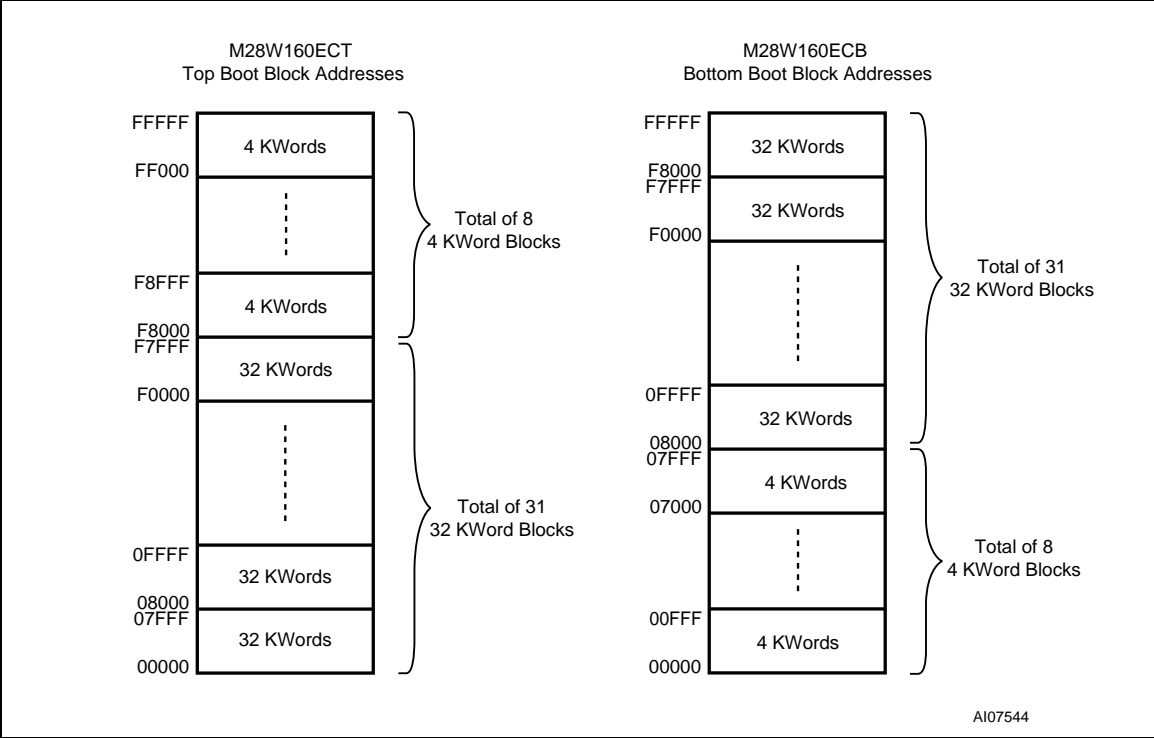 M28W160ECT
Top Boot Block Addresses
FFFFF
4 KWords
FF000
Total of 8
4 KWord Blocks
F8FFF
4 KWords
F8000
F7FFF
32 KWords
F0000
Total of 31
32 KWord Blocks
0FFFF
32 KWords
08000
07FFF
32 KWords
00000
M28W160ECB
Bottom Boot Block Addresses
FFFFF
32 KWords
F8000
F7FFF
32 KWords
F0000
Total of 31
32 KWord Blocks
0FFFF
32 KWords
08000
07FFF
4 KWords
07000
Total of 8
4 KWord Blocks
00FFF
4 KWords
00000
AI07544